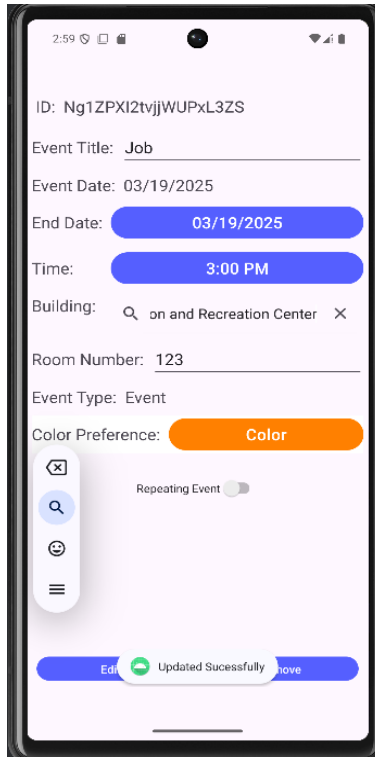 2:59
ID: Ng1ZPXI2tvjjWUPxL3ZS
Event Title: Job
Event Date: 03/19/2025
End Date: 03/19/2025
Time: 3:00 PM
Building: on and Recreation Center
Room Number: 123
Event Type: Event
Color Preference: Color
Repeating Event
Edi Updated Sucessfully nove